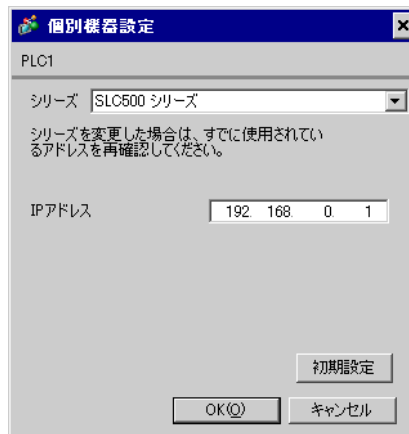 個別機器設定
PLC1
シリーズ SLC500 シリーズ
シリーズを変更した場合は、すでに使用されてい
るアドレスを再確認してください。
IPアドレス 192. 168. 0. 1
初期設定
OK(O) キャンセル